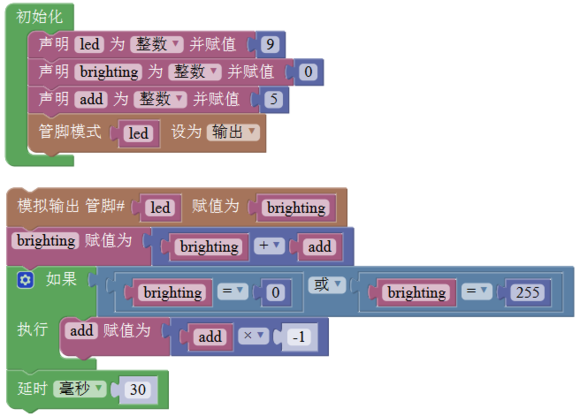 初始化
声明 led 为 整数 并赋值 9
声明 brighting 为 整数 并赋值 0
声明 add 为 整数 并赋值 5
管脚模式 led 设为 输出
模拟输出 管脚# led 赋值为 brighting
brighting 赋值为 brighting + add
如果 brighting = 0 或 brighting = 255
执行 add 赋值为 add × -1
延时 毫秒 30